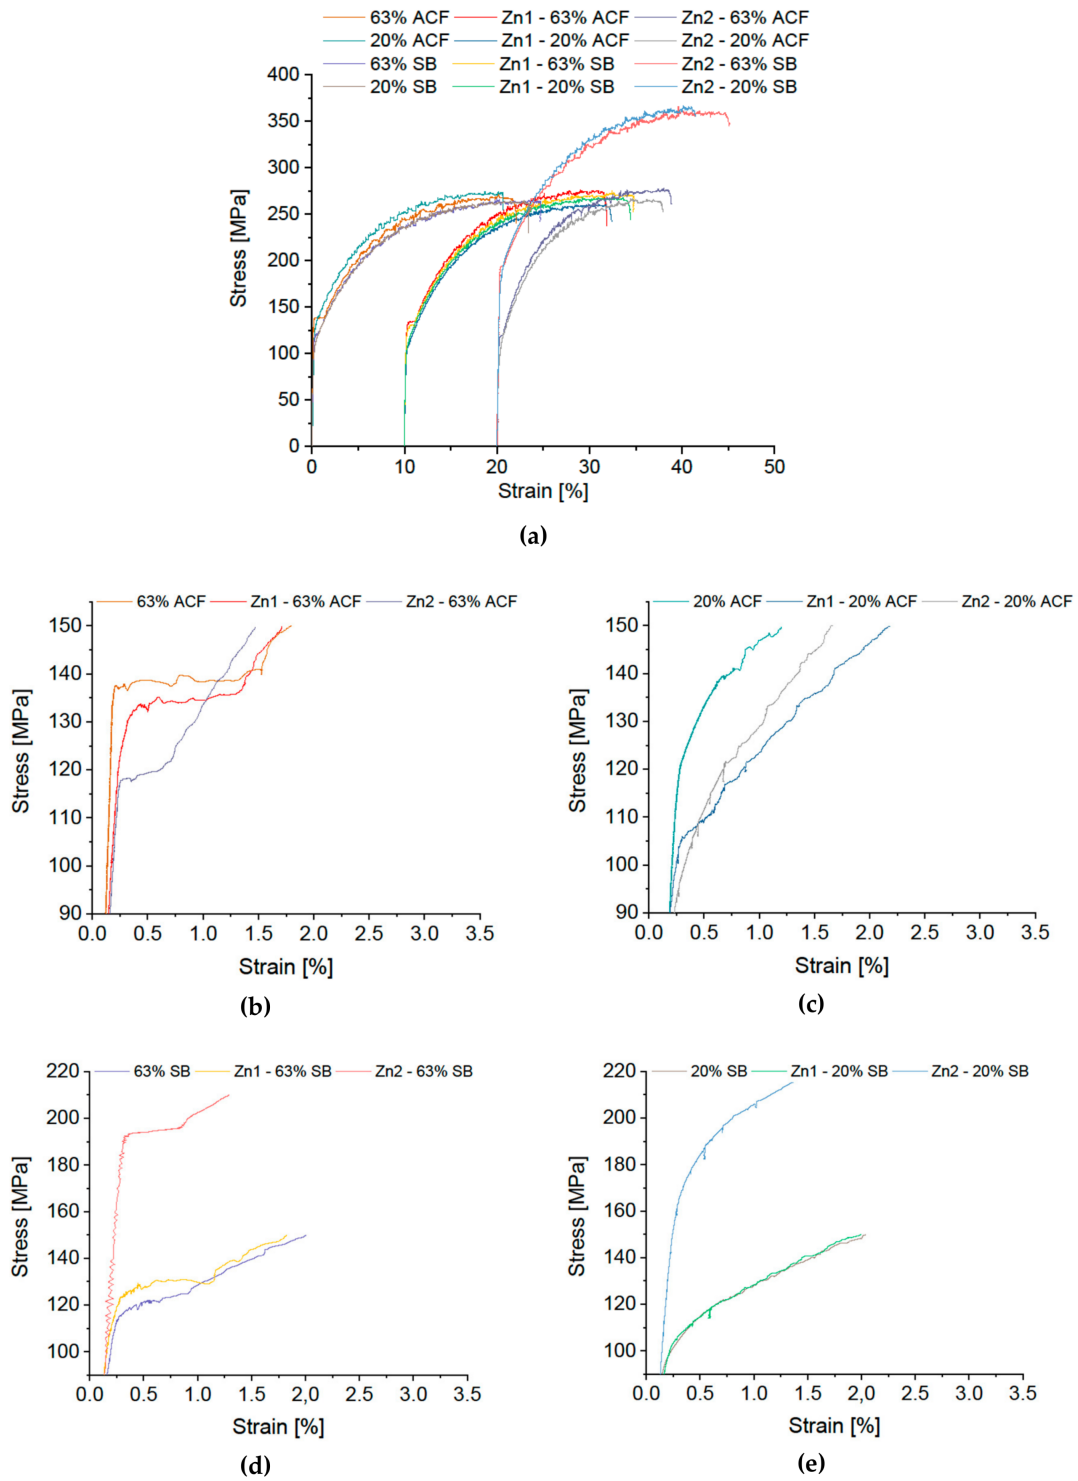 63% ACF Zn1 - 63% ACF Zn2 - 63% ACF
20% ACF Zn1 - 20% ACF Zn2 - 20% ACF
63% SB Zn1 - 63% SB Zn2 - 63% SB
20% SB Zn1 - 20% SB Zn2 - 20% SB
400
350
300
250
200
150
100
50
0
Stress [MPa]
0 10 20 30 40 50
Strain [%]
(a)
63% ACF Zn1 - 63% ACF Zn2 - 63% ACF
150
140
130
120
110
100
90
Stress [MPa]
0.0 0.5 1.0 1.5 2.0 2.5 3.0 3.5
Strain [%]
(b)
20% ACF Zn1 - 20% ACF Zn2 - 20% ACF
150
140
130
120
110
100
90
Stress [MPa]
0.0 0.5 1.0 1.5 2.0 2.5 3.0 3.5
Strain [%]
(c)
63% SB Zn1 - 63% SB Zn2 - 63% SB
220
200
180
160
140
120
100
Stress [MPa]
0.0 0.5 1.0 1.5 2,0 2.5 3.0 3.5
Strain [%]
(d)
20% SB Zn1 - 20% SB Zn2 - 20% SB
220
200
180
160
140
120
100
Stress [MPa]
0.0 0.5 1.0 1.5 2,0 2.5 3.0 3.5
Strain [%]
(e)